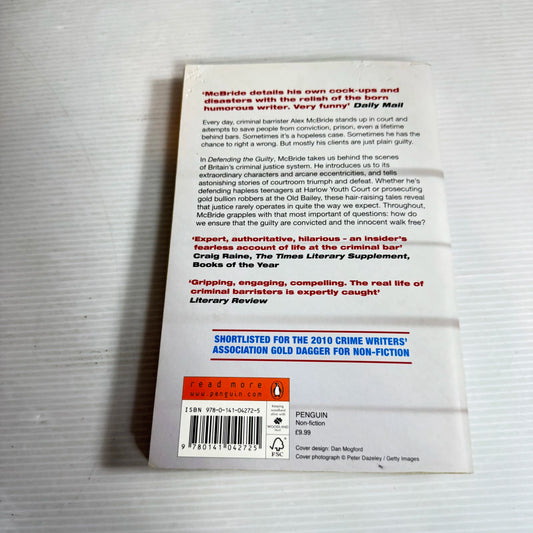 ‘McBride details his own cock-ups and
disasters with the relish of the born
humorous writer. Very funny’ Daily Mail
Every day, criminal barrister Alex McBride stands up in court and
attempts to save people from conviction, prison, even a lifetime
behind bars. Sometimes it's a hopeless case. Sometimes he has the
chance to right a wrong. But mostly his clients are just plain guilty.
In Defending the Guilty, McBride takes us behind the scenes
of Britain's criminal justice system. He introduces us to its
extraordinary characters and arcane eccentricities, and tells
astonishing stories of courtroom triumph and defeat. Whether he's
defending hapless teenagers at Harlow Youth Court or prosecuting
gold bullion robbers at the Old Bailey, these hair-raising tales reveal
that justice rarely operates in quite the way we expect. Throughout,
McBride grapples with that most important of questions: how do
we ensure that the guilty are convicted and the innocent walk free?
‘Expert, authoritative, hilarious – an insider's
fearless account of life at the criminal bar’
Craig Raine, The Times Literary Supplement,
Books of the Year
‘Gripping, engaging, compelling. The real life of
criminal barristers is expertly caught’
Literary Review
SHORTLISTED FOR THE 2010 CRIME WRITERS'
ASSOCIATION GOLD DAGGER FOR NON-FICTION
read more
www.penguin.com
ISBN 978-0-141-04272-5
9 780141 042725
WOODLAND
FSC
PENGUIN
Non-fiction
£9.99
Cover design: Dan Mogford
Cover photograph © Peter Dazeley / Getty Images